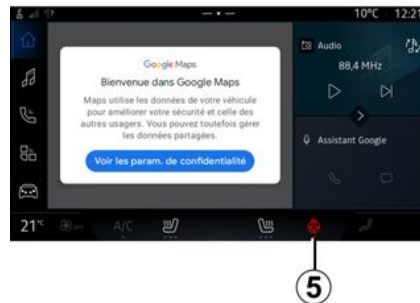 10°C 12:21
Google Maps
Bienvenue dans Google Maps
Maps utilise les données de votre véhicule
pour améliorer votre sécurité et celle des
autres usagers. Vous pouvez toutefois gérer
les données partagées.
Voir les param. de confidentialité
Audio
88,4 MHz
Assistant Google
21°C
OFF
A/C
5